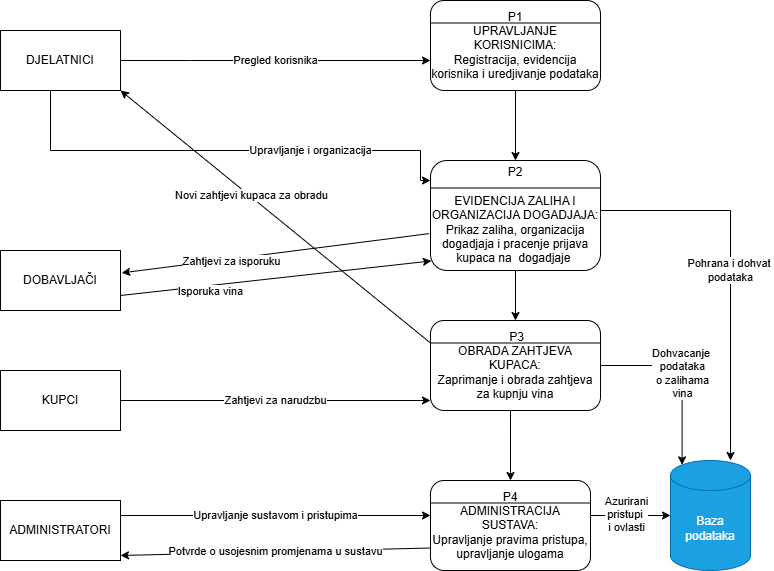 P1
UPRAVLJANJE
KORISNICIMA:
Registracija, evidencija
korisnika i uredjivanje podataka
DJELATNICI
Pregled korisnika
Upravljanje i organizacija
P2
EVIDENCIJA ZALIHA I
ORGANIZACIJA DOGADJAJA:
Prikaz zaliha, organizacija
dogadjaja i pracenje prijava
kupaca na dogadjaje
Novi zahtjevi kupaca za obradu
Zahtjevi za isporuku
DOBAVLJAČI
Isporuka vina
Pohrana i dohvat
podataka
P3
OBRADA ZAHTJEVA
KUPACA:
Zaprimanje i obrada zahtjeva
za kupnju vina
Dohvacanje
podataka
o zalihama
vina
KUPCI
Zahtjevi za narudzbu
P4
ADMINISTRACIJA
SUSTAVA:
Upravljanje pravima pristupa,
upravljanje ulogama
Azurirani
pristupi
i ovlasti
Baza
podataka
ADMINISTRATORI
Upravljanje sustavom i pristupima
Potvrde o usojesnim promjenama u sustavu